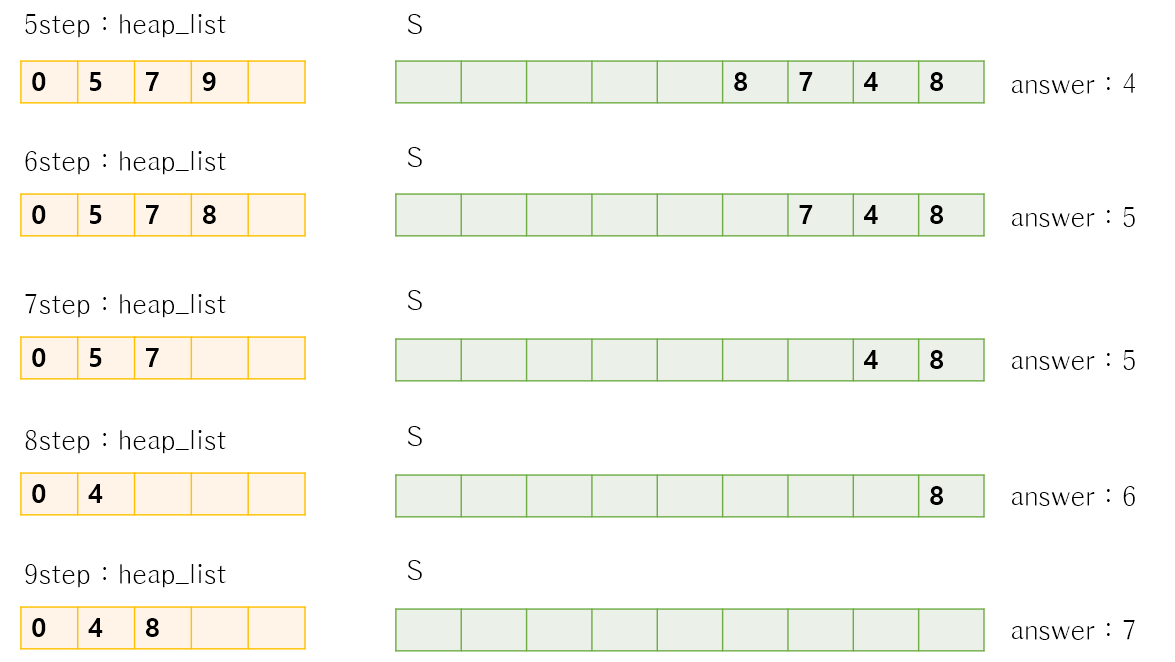 5step : heap_list S
0 5 7 9 8 7 4 8 answer : 4
6step : heap_list S
0 5 7 8 7 4 8 answer : 5
7step : heap_list S
0 5 7 4 8 answer : 5
8step : heap_list S
0 4 8 answer : 6
9step : heap_list S
0 4 8 answer : 7